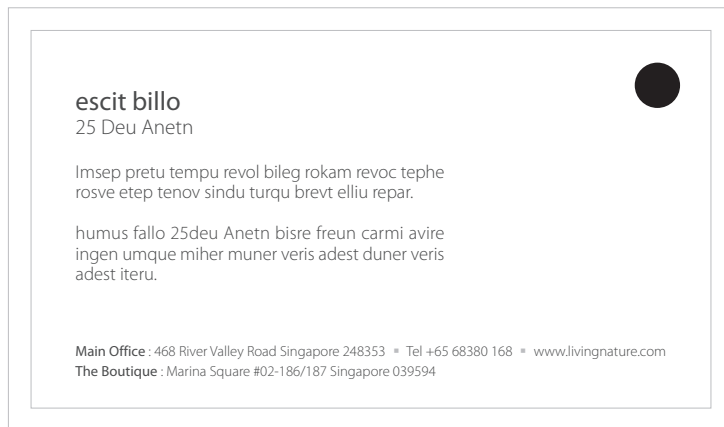 escit billo
25 Deu Anetn
Imsep pretu tempu revol bileg rokam revoc tephe
rosve etep tenov sindu turqu brevt elliu repar.
humus fallo 25deu Anetn bisre freun carmi avire
ingen umque miher muner veris adest duner veris
adest iteru.
Main Office : 468 River Valley Road Singapore 248353 ▪ Tel +65 68380 168 ▪ www.livingnature.com
The Boutique : Marina Square #02-186/187 Singapore 039594